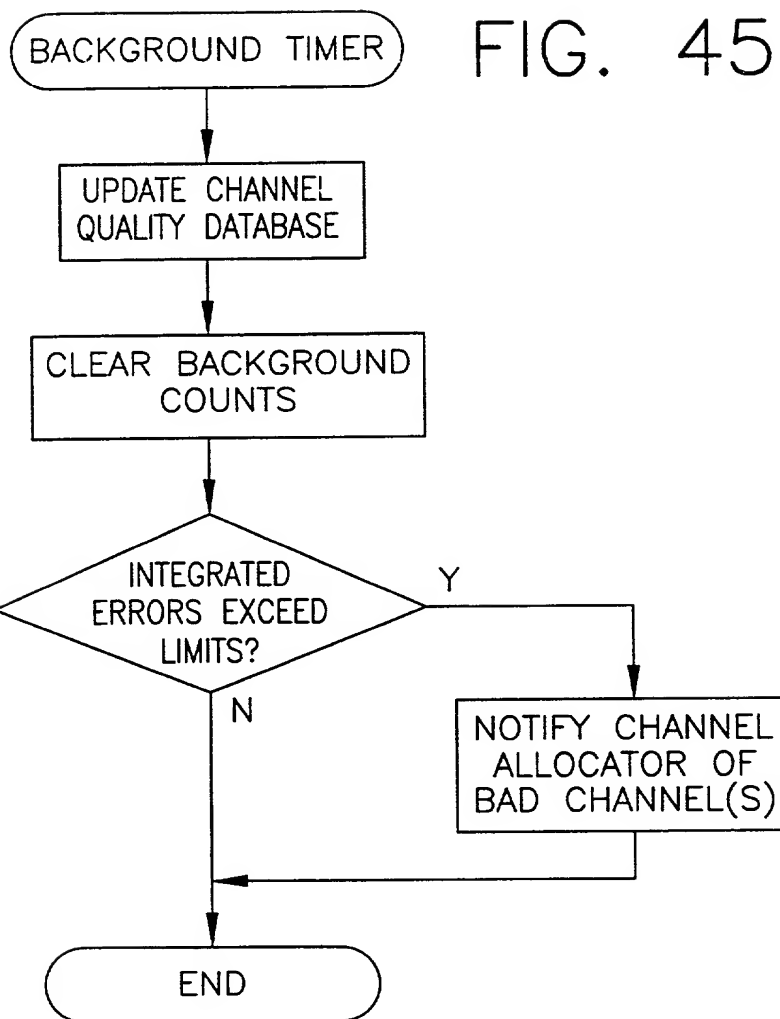 BACKGROUND TIMER
FIG. 45
UPDATE CHANNEL
QUALITY DATABASE
CLEAR BACKGROUND
COUNTS
INTEGRATED
ERRORS EXCEED
LIMITS?
Y
N
NOTIFY CHANNEL
ALLOCATOR OF
BAD CHANNEL(S)
END